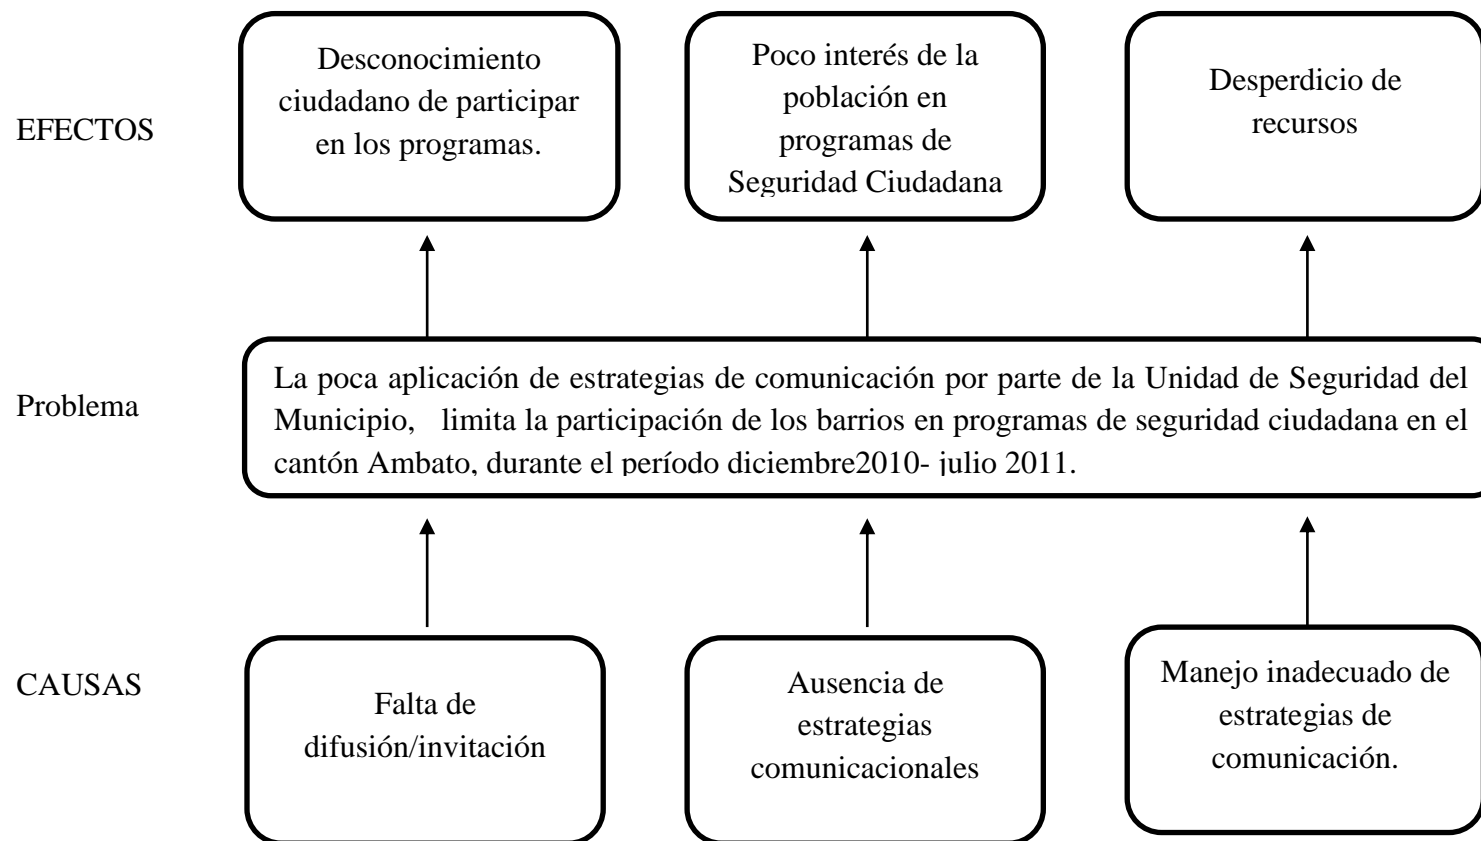 EFECTOS
Desconocimiento
ciudadano de participar
en los programas.
Poco interés de la
población en
programas de
Seguridad Ciudadana
Desperdicio de
recursos
Problema
La poca aplicación de estrategias de comunicación por parte de la Unidad de Seguridad del
Municipio, limita la participación de los barrios en programas de seguridad ciudadana en el
cantón Ambato, durante el período diciembre2010- julio 2011.
CAUSAS
Falta de
difusión/invitación
Ausencia de
estrategias
comunicacionales
Manejo inadecuado de
estrategias de
comunicación.